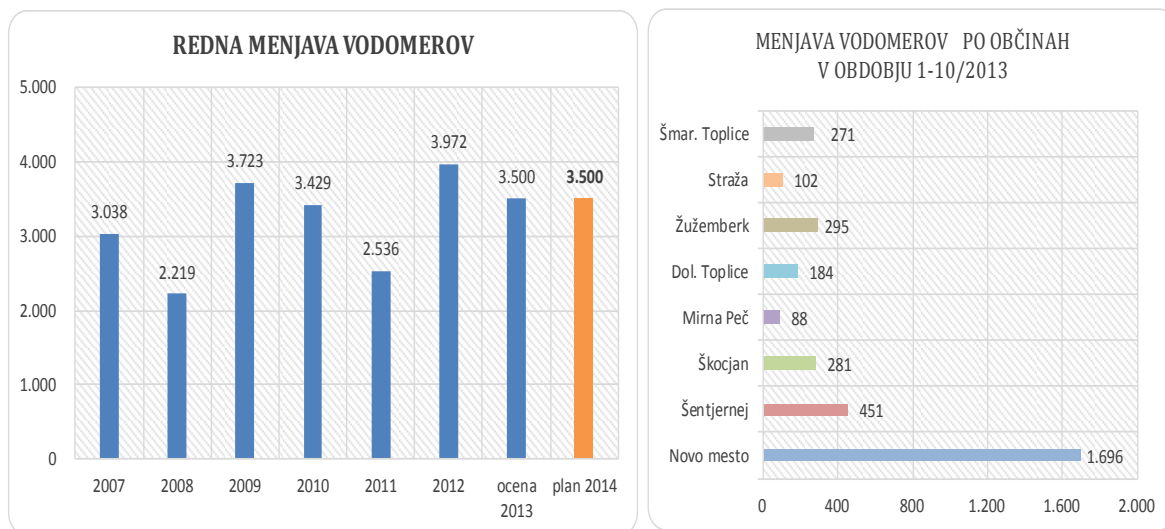 REDNA MENJAVA VODOMEROV
5.000
4.000
3.000
2.000
1.000
0
3.038
2.219
3.723
3.429
2.536
3.972
3.500
3.500
2007
2008
2009
2010
2011
2012
ocena
2013
plan 2014
MENJAVA VODOMEROV PO OBČINAH
V OBDOBJU 1-10/2013
Šmar. Toplice 271
Straža 102
Žužemberk 295
Dol. Toplice 184
Mirna Peč 88
Škocjan 281
Šentjernej 451
Novo mesto 1.696
0 400 800 1.200 1.600 2.000